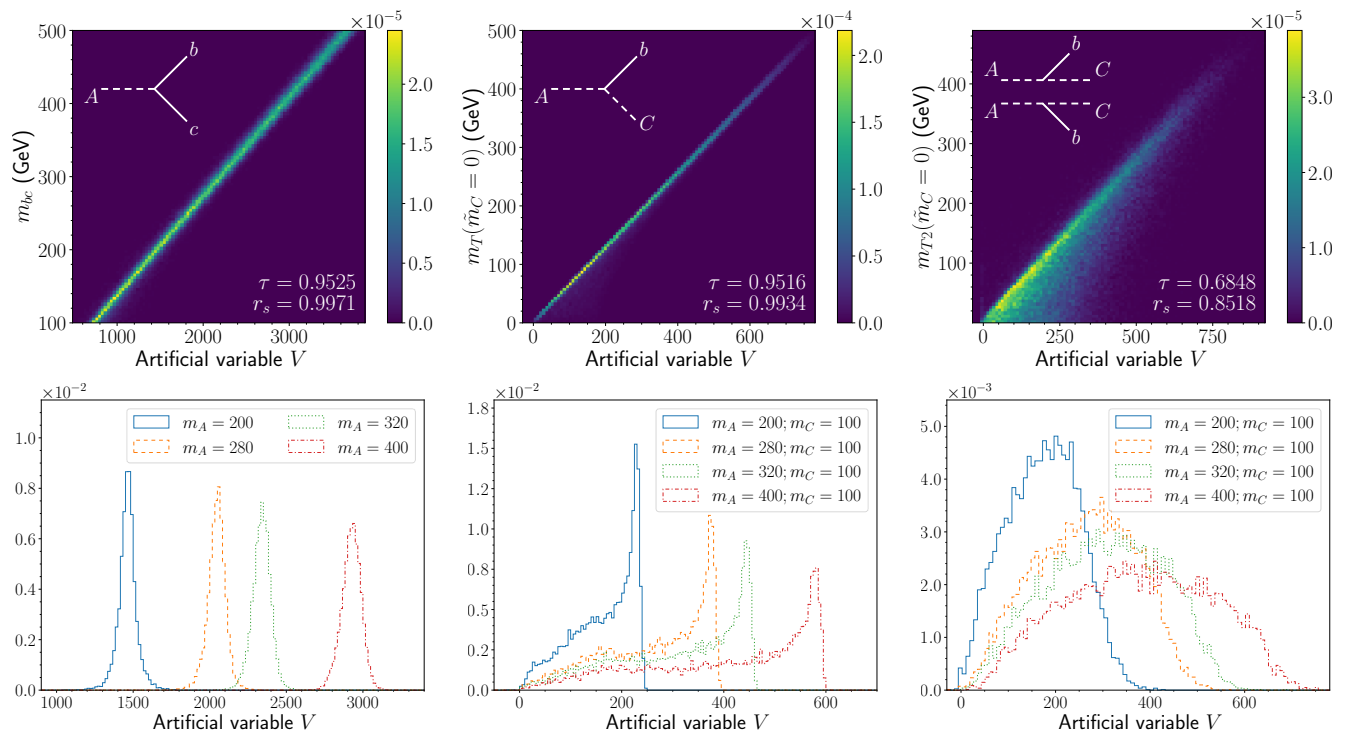 ×10⁻⁵
500
400
300
200
100
m_bc (GeV)
A
b
c
τ = 0.9525
r_s = 0.9971
1000
2000
3000
Artificial variable V
2.0
1.5
1.0
0.5
0.0
×10⁻⁴
500
400
300
200
100
0
m_T(m̃_C = 0) (GeV)
A
b
C
τ = 0.9516
r_s = 0.9934
0
200
400
600
Artificial variable V
2.0
1.5
1.0
0.5
0.0
×10⁻⁵
400
300
200
100
m_T2(m̃_C = 0) (GeV)
b
A
C
A
C
b
τ = 0.6848
r_s = 0.8518
0
250
500
750
Artificial variable V
3.0
2.0
1.0
0.0
×10⁻²
1.0
0.8
0.6
0.4
0.2
0.0
m_A = 200
m_A = 280
m_A = 320
m_A = 400
1000
1500
2000
2500
3000
Artificial variable V
×10⁻²
1.8
1.5
1.2
1.0
0.8
0.5
0.2
0.0
m_A = 200; m_C = 100
m_A = 280; m_C = 100
m_A = 320; m_C = 100
m_A = 400; m_C = 100
0
200
400
600
Artificial variable V
×10⁻³
5.0
4.0
3.0
2.0
1.0
0.0
m_A = 200; m_C = 100
m_A = 280; m_C = 100
m_A = 320; m_C = 100
m_A = 400; m_C = 100
0
200
400
600
Artificial variable V